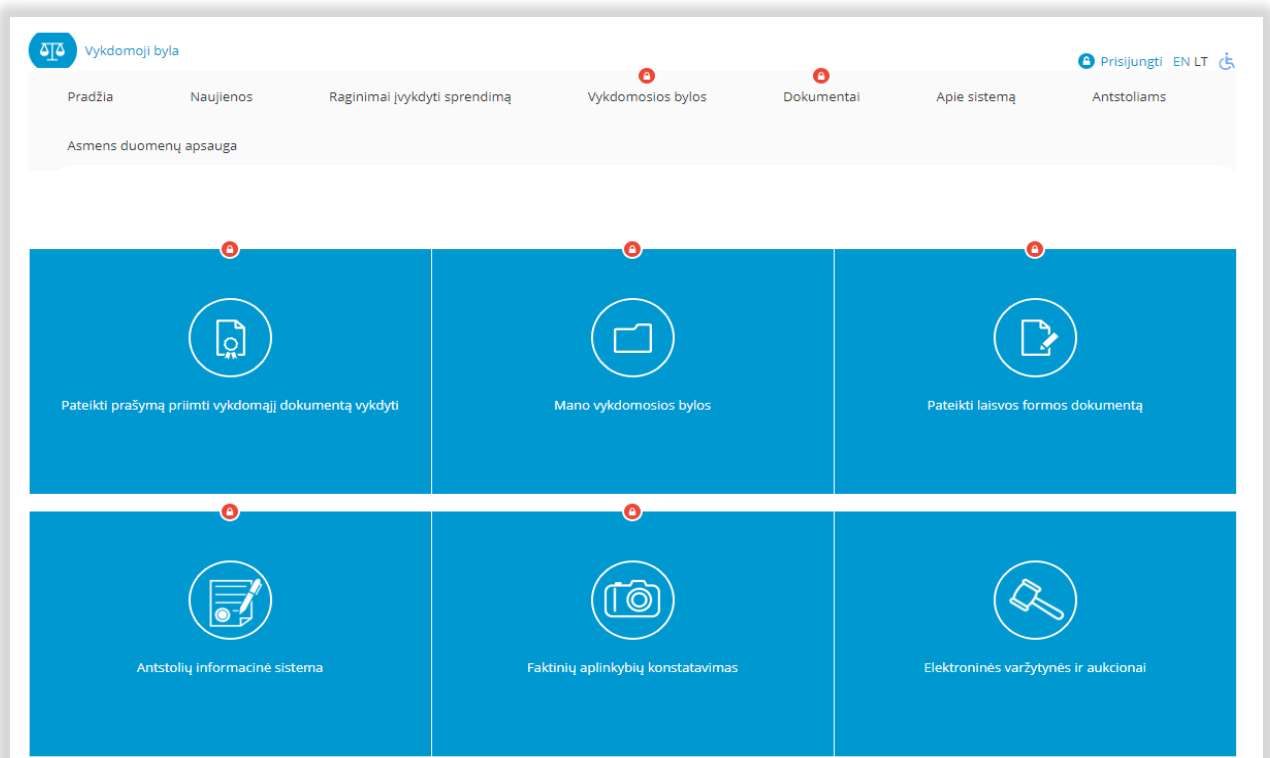 Vykdomoji byla
Prisijungti EN LT
Pradžia Naujienos Raginimai įvykdyti sprendimą Vykdomosios bylos Dokumentai Apie sistemą Antstoliams
Asmens duomenų apsauga
Pateikti prašymą priimti vykdomąjį dokumentą vykdyti Mano vykdomosios bylos Pateikti laisvos formos dokumentą
Antstolių informacinė sistema Faktinių aplinkybių konstatavimas Elektroninės varžytynės ir aukcionai